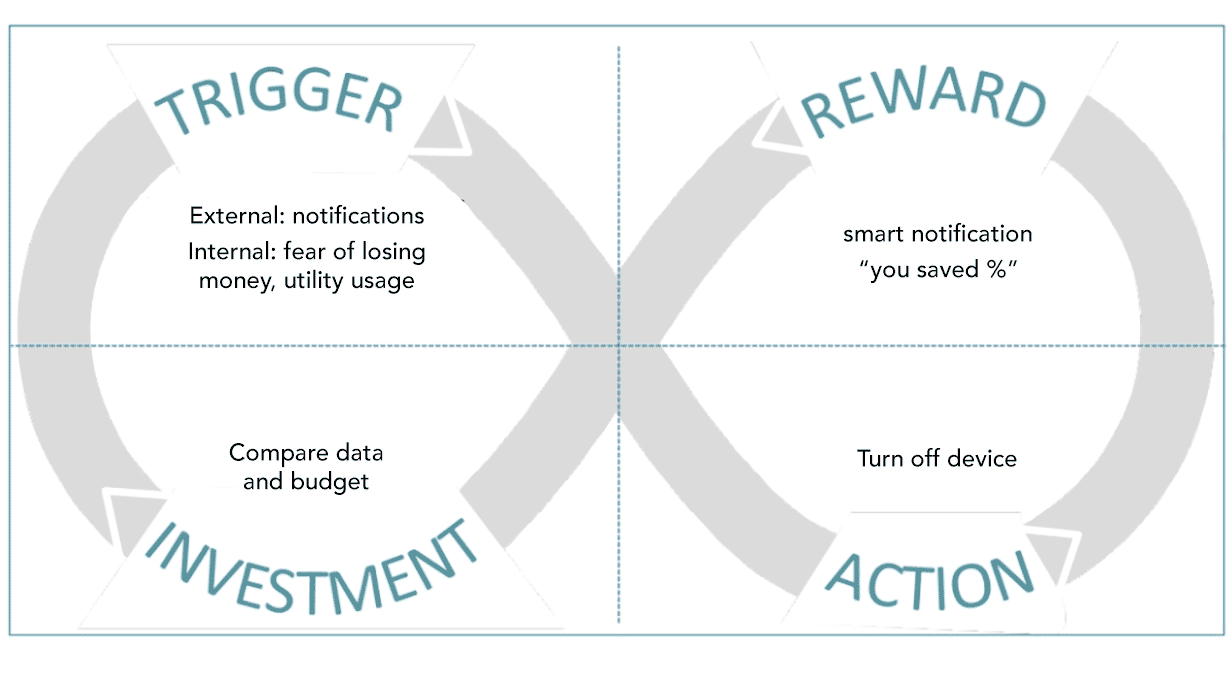 TRIGGER
External: notifications
Internal: fear of losing
money, utility usage
REWARD
smart notification
“you saved %”
Compare data
and budget
INVESTMENT
Turn off device
ACTION